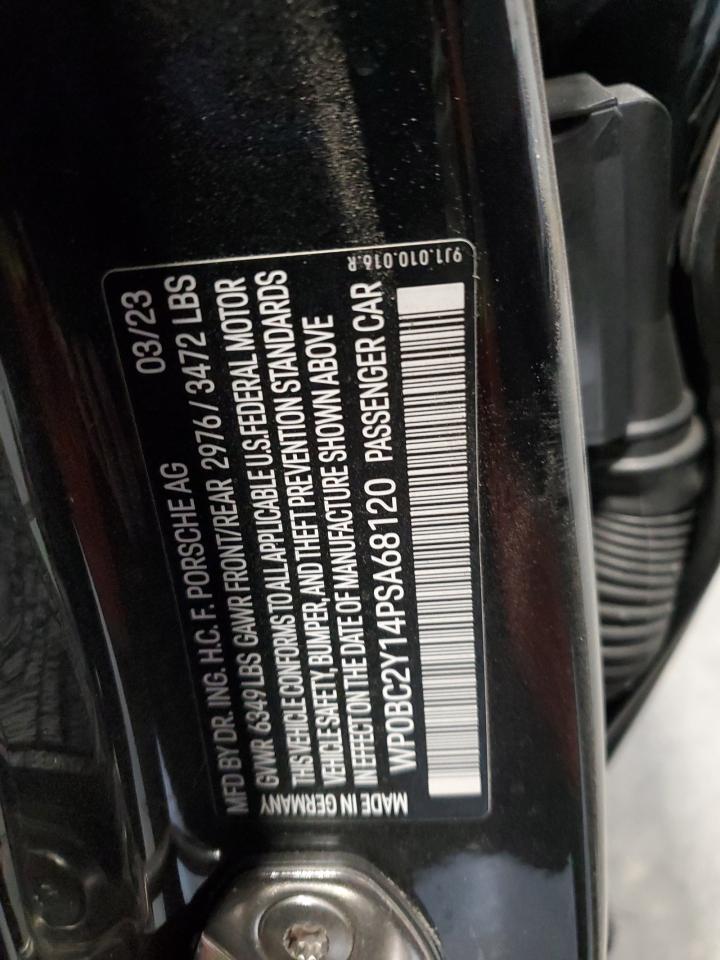 MFD BY DR. ING. H.C. F. PORSCHE AG 03/23
GVWR 6349 LBS GAWR FRONT/REAR 2976/3472 LBS
THIS VEHICLE CONFORMS TO ALL APPLICABLE U.S. FEDERAL MOTOR
VEHICLE SAFETY, BUMPER, AND THEFT PREVENTION STANDARDS
IN EFFECT ON THE DATE OF MANUFACTURE SHOWN ABOVE
WP0BC2Y14PSA68120 PASSENGER CAR
MADE IN GERMANY
9J1.010.016.R